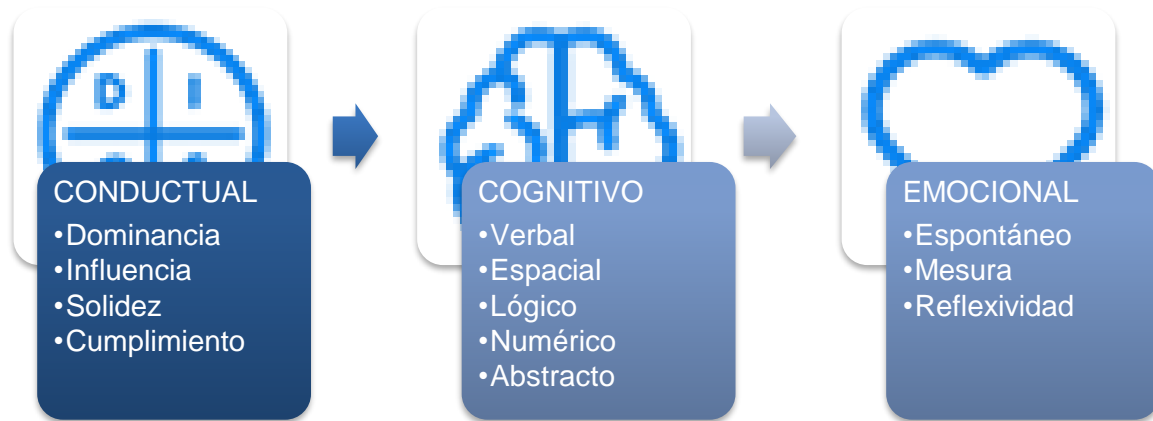 D I
CONDUCTUAL
•Dominancia
•Influencia
•Solidez
•Cumplimiento
COGNITIVO
•Verbal
•Espacial
•Lógico
•Numérico
•Abstracto
EMOCIONAL
•Espontáneo
•Mesura
•Reflexividad